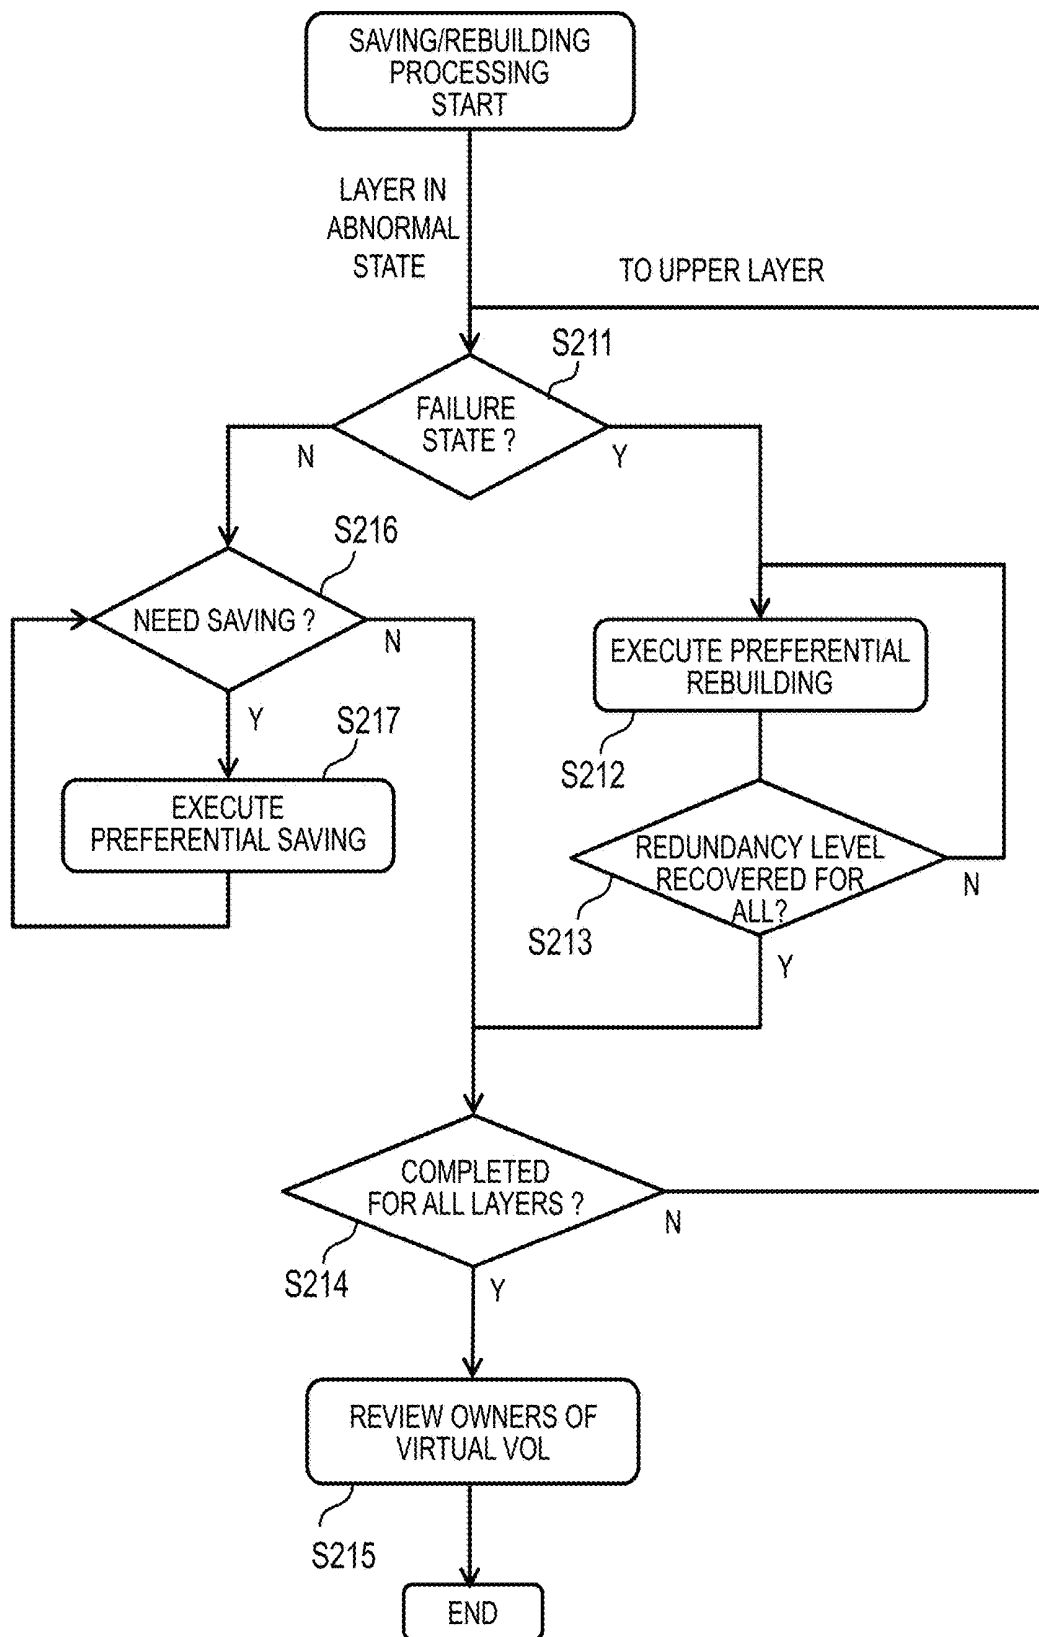 SAVING/REBUILDING
PROCESSING
START
LAYER IN
ABNORMAL
STATE
TO UPPER LAYER
S211
FAILURE
STATE ?
N
Y
S216
NEED SAVING ?
N
Y
EXECUTE PREFERENTIAL
REBUILDING
S212
S217
EXECUTE
PREFERENTIAL SAVING
REDUNDANCY LEVEL
RECOVERED FOR
ALL?
N
S213
Y
COMPLETED
FOR ALL LAYERS ?
N
S214
Y
REVIEW OWNERS OF
VIRTUAL VOL
S215
END